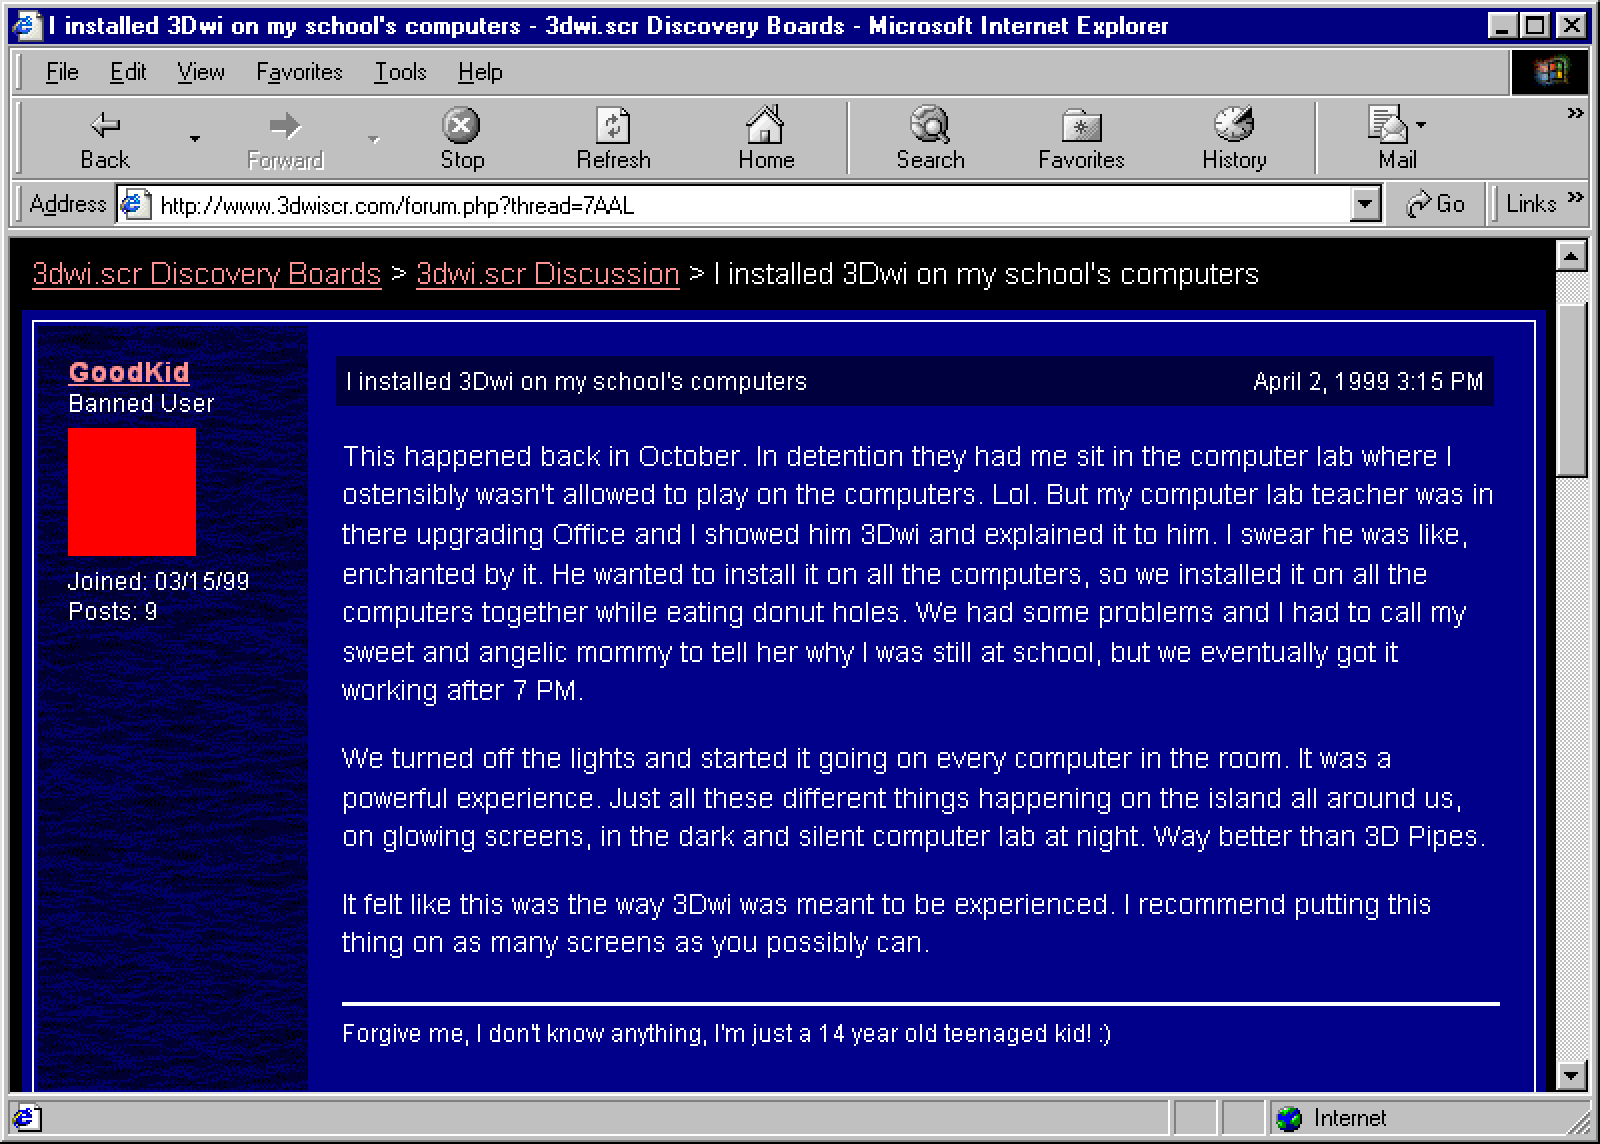 I installed 3Dwi on my school's computers - 3dwi.scr Discovery Boards - Microsoft Internet Explorer
File Edit View Favorites Tools Help
Back Forward Stop Refresh Home Search Favorites History Mail »
Address http://www.3dwiscr.com/forum.php?thread=7AAL Go Links »
3dwi.scr Discovery Boards > 3dwi.scr Discussion > I installed 3Dwi on my school's computers
GoodKid
Banned User
Joined: 03/15/99
Posts: 9
I installed 3Dwi on my school's computers April 2, 1999 3:15 PM
This happened back in October. In detention they had me sit in the computer lab where I
ostensibly wasn't allowed to play on the computers. Lol. But my computer lab teacher was in
there upgrading Office and I showed him 3Dwi and explained it to him. I swear he was like,
enchanted by it. He wanted to install it on all the computers, so we installed it on all the
computers together while eating donut holes. We had some problems and I had to call my
sweet and angelic mommy to tell her why I was still at school, but we eventually got it
working after 7 PM.
We turned off the lights and started it going on every computer in the room. It was a
powerful experience. Just all these different things happening on the island all around us,
on glowing screens, in the dark and silent computer lab at night. Way better than 3D Pipes.
It felt like this was the way 3Dwi was meant to be experienced. I recommend putting this
thing on as many screens as you possibly can.
Forgive me, I don't know anything, I'm just a 14 year old teenaged kid! :)
Internet